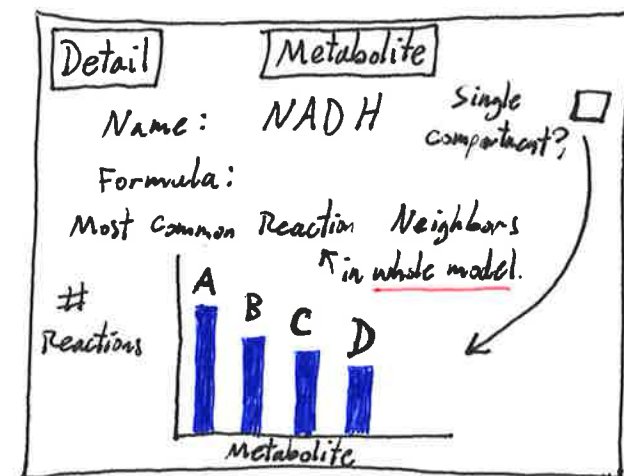 Detail
Metabolite
Name: NADH
Single
compartment?
Formula:
Most Common Reaction Neighbors
in whole model.
#
Reactions
A
B
C
D
Metabolite